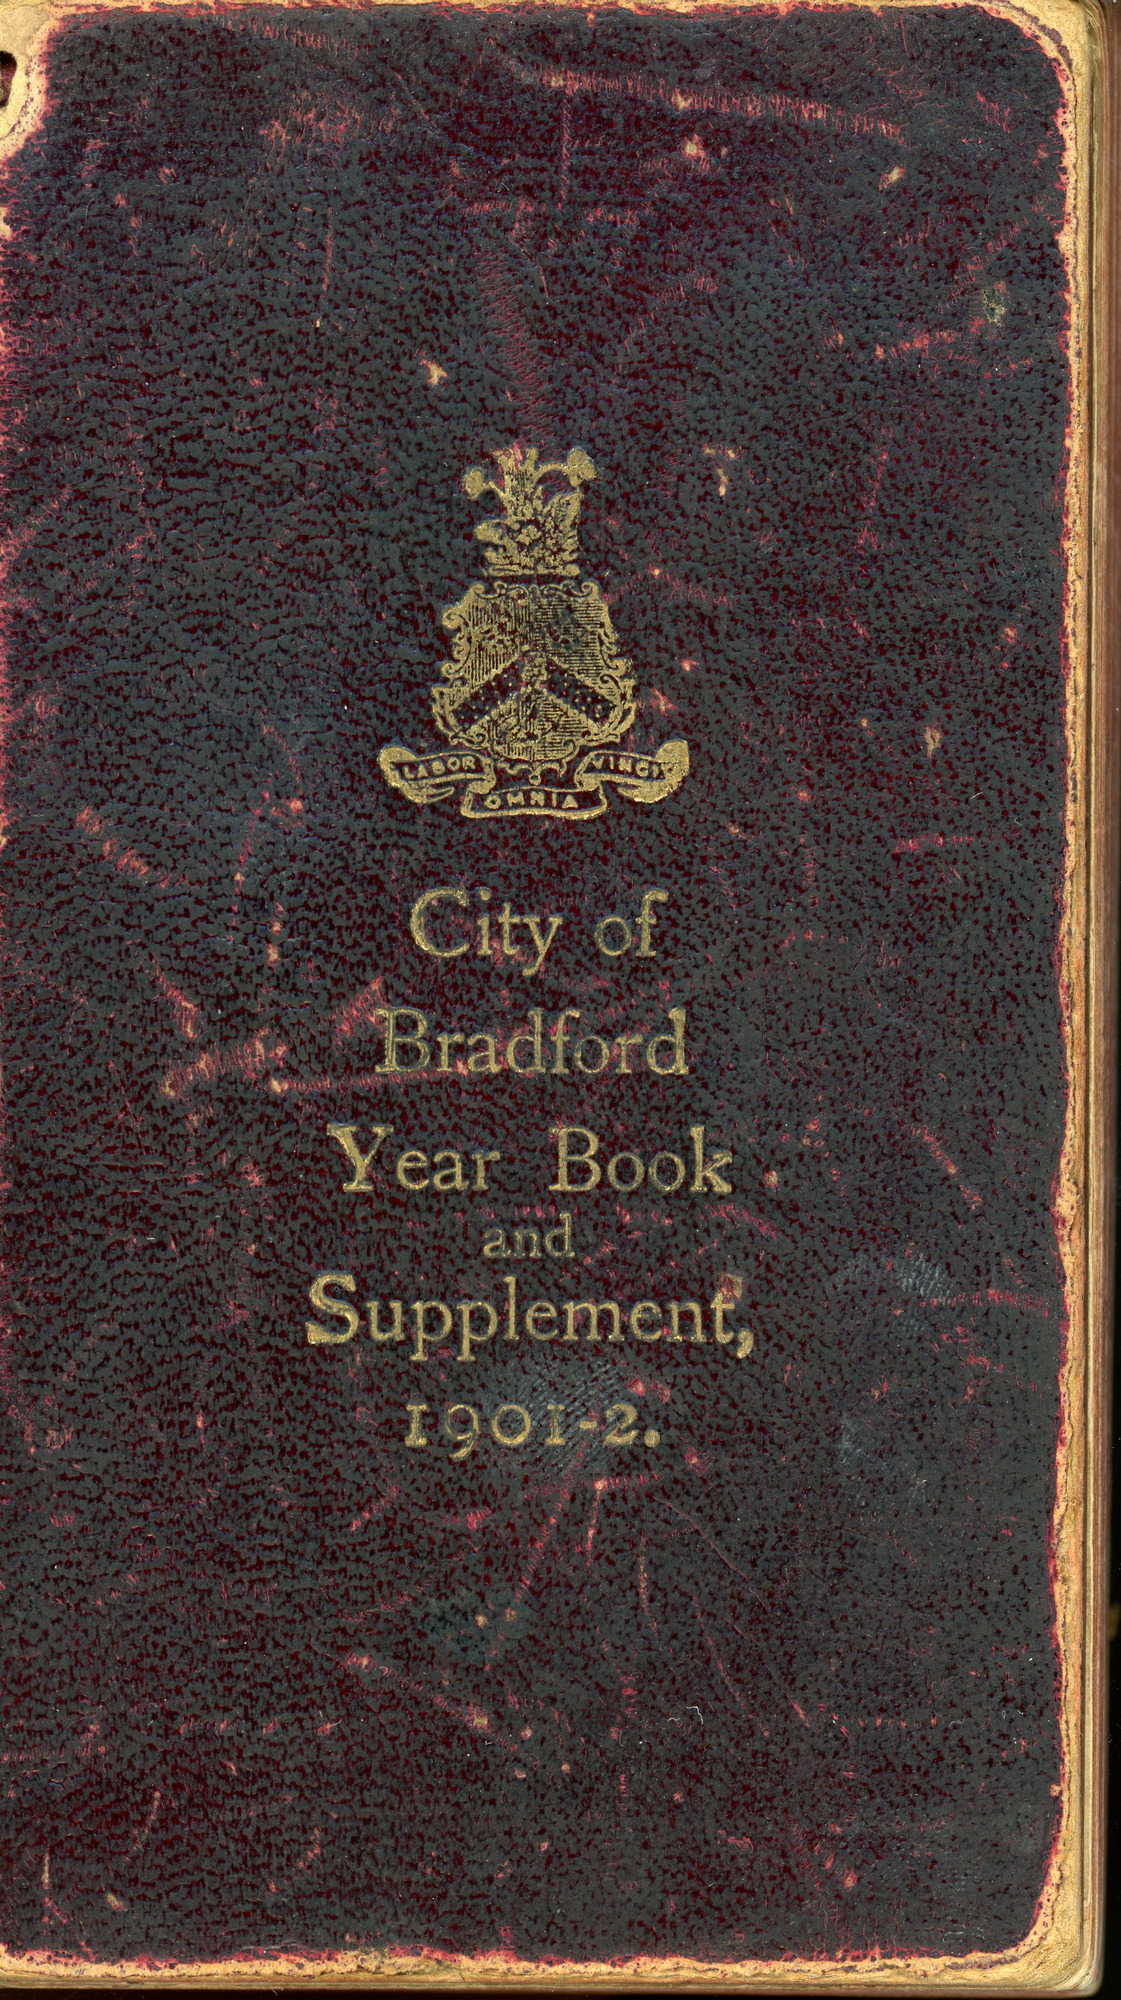 LABOR OMNIA VINCIT
City of
Bradford
Year Book
and
Supplement,
1901-2.